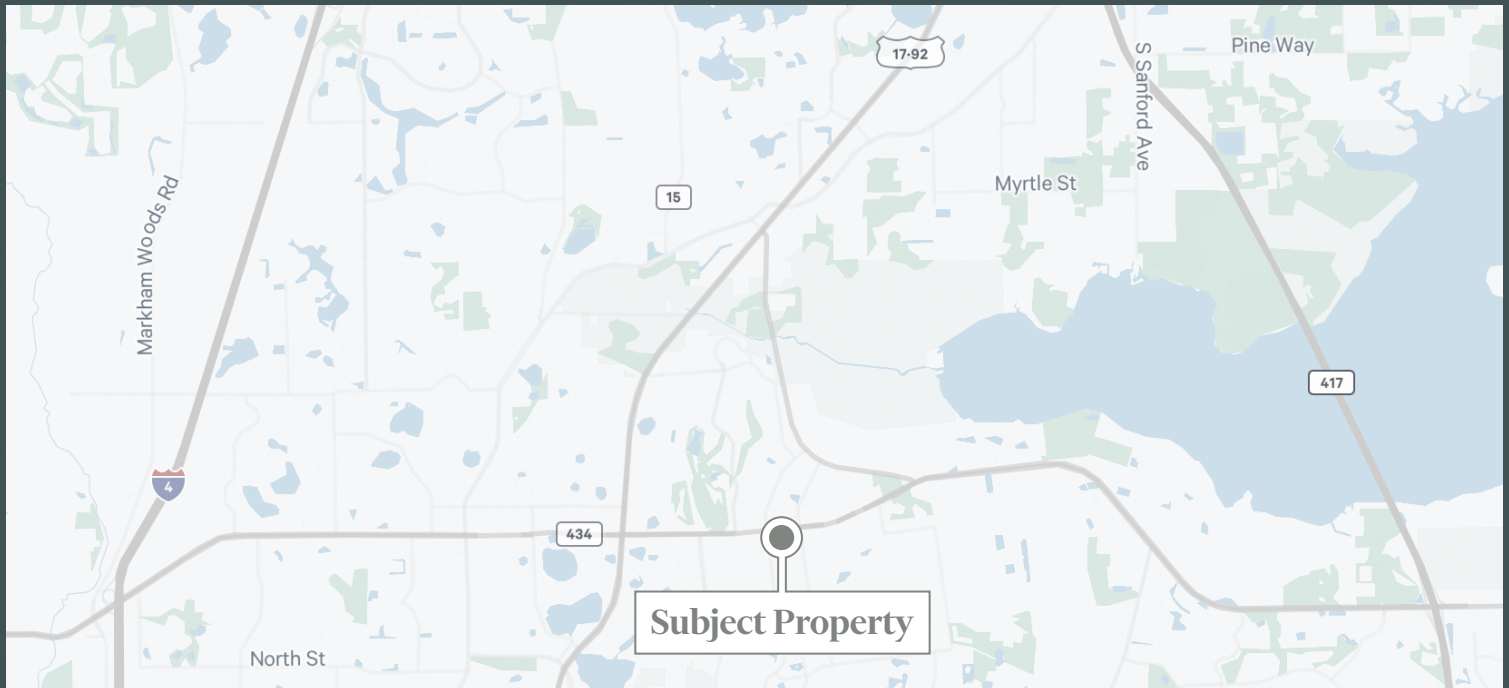 17·92
S Sanford Ave
Pine Way
Markham Woods Rd
15
Myrtle St
417
4
434
Subject Property
North St